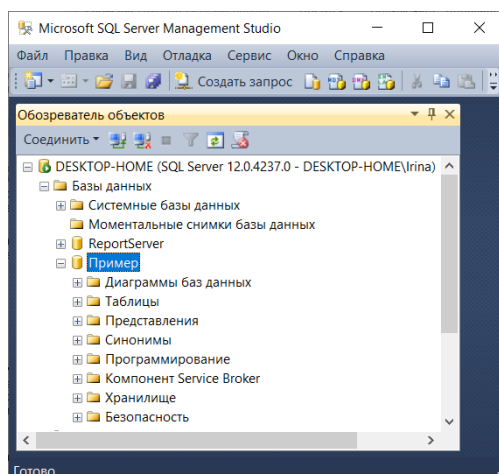 Microsoft SQL Server Management Studio
Файл Правка Вид Отладка Сервис Окно Справка
Создать запрос
Обозреватель объектов
Соединить
DESKTOP-HOME (SQL Server 12.0.4237.0 - DESKTOP-HOME\Irina)
Базы данных
Системные базы данных
Моментальные снимки базы данных
ReportServer
Пример
Диаграммы баз данных
Таблицы
Представления
Синонимы
Программирование
Компонент Service Broker
Хранилище
Безопасность
Готово